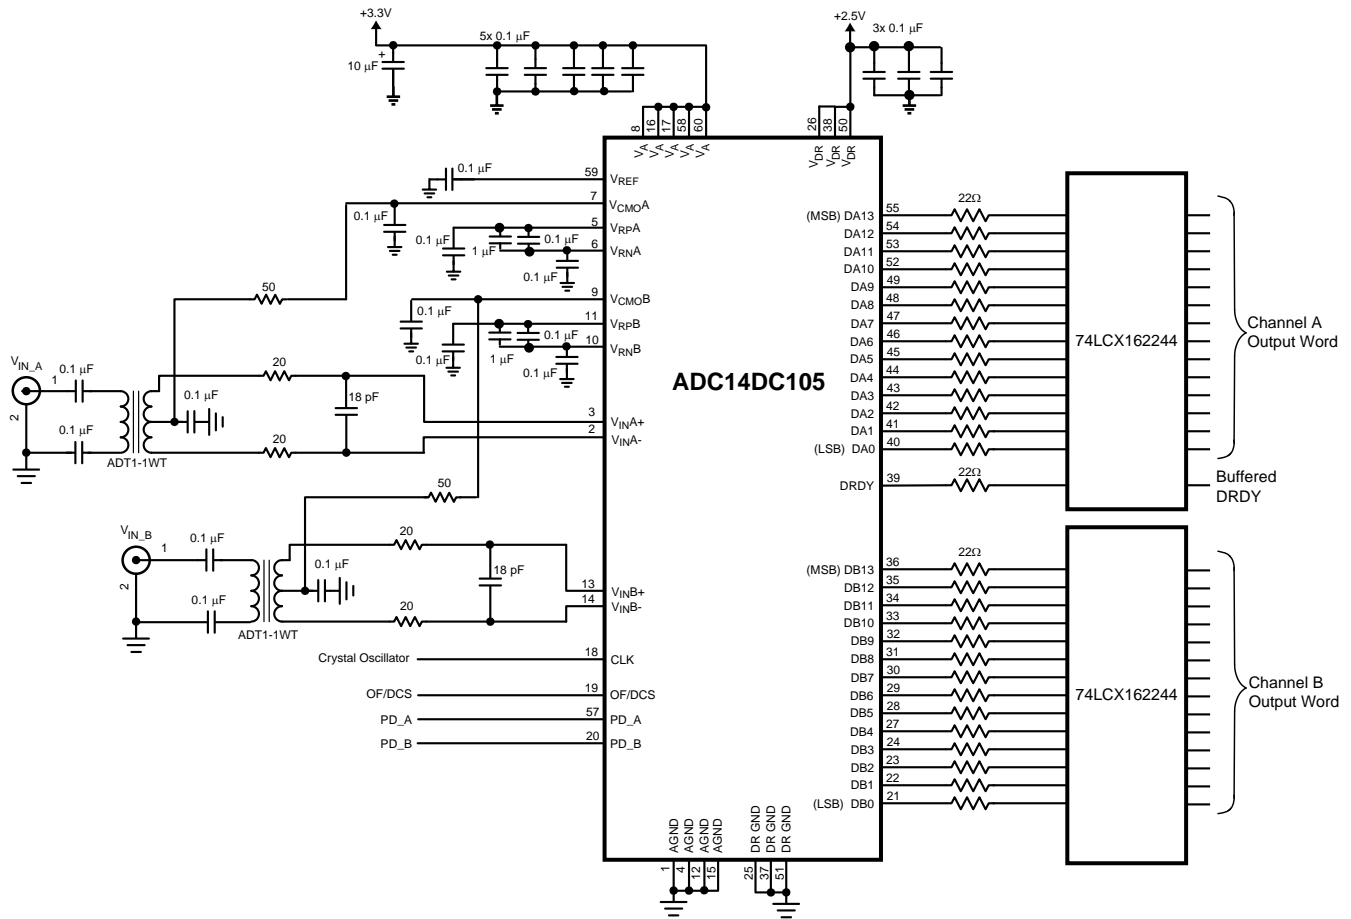 +3.3V
+
10 µF
5x 0.1 µF
+2.5V
3x 0.1 µF
8
16
17
58
60
VA
VA
VA
VA
VA
26
38
50
VDR
VDR
VDR
0.1 µF
59
VREF
7
VCMOA
0.1 µF
5
VRPA
0.1 µF
1 µF
0.1 µF
6
VRNA
0.1 µF
50
9
VCMOB
0.1 µF
11
VRPB
0.1 µF
1 µF
0.1 µF
10
VRNB
0.1 µF
ADC14DC105
VIN_A
1
2
0.1 µF
0.1 µF
ADT1-1WT
0.1 µF
20
20
18 pF
3
VINA+
2
VINA-
50
VIN_B
1
2
0.1 µF
0.1 µF
ADT1-1WT
0.1 µF
20
20
18 pF
13
VINB+
14
VINB-
Crystal Oscillator
18
CLK
OF/DCS
19
OF/DCS
PD_A
57
PD_A
PD_B
20
PD_B
(MSB) DA13
55
22Ω
DA12
54
DA11
53
DA10
52
DA9
49
DA8
48
DA7
47
DA6
46
DA5
45
DA4
44
DA3
43
DA2
42
DA1
41
(LSB) DA0
40
DRDY
39
22Ω
74LCX162244
Channel A
Output Word
Buffered
DRDY
(MSB) DB13
36
22Ω
DB12
35
DB11
34
DB10
33
DB9
32
DB8
31
DB7
30
DB6
29
DB5
28
DB4
27
DB3
24
DB2
23
DB1
22
(LSB) DB0
21
74LCX162244
Channel B
Output Word
AGND
AGND
AGND
AGND
1
4
12
15
DR GND
DR GND
DR GND
25
37
51